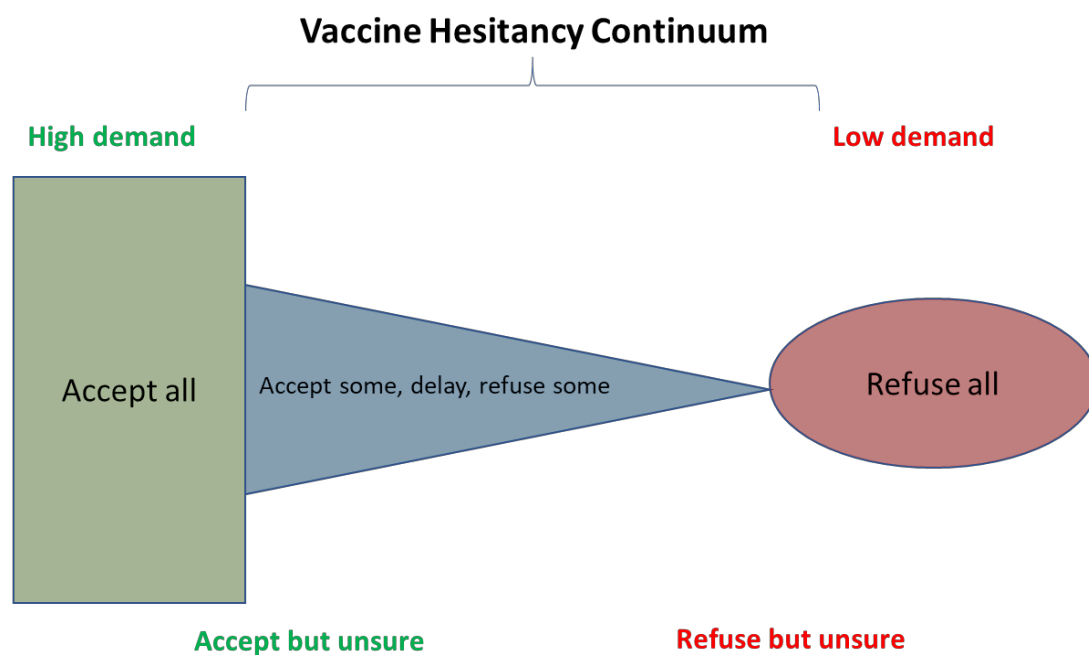 Vaccine Hesitancy Continuum
High demand
Low demand
Accept all
Accept some, delay, refuse some
Refuse all
Accept but unsure
Refuse but unsure